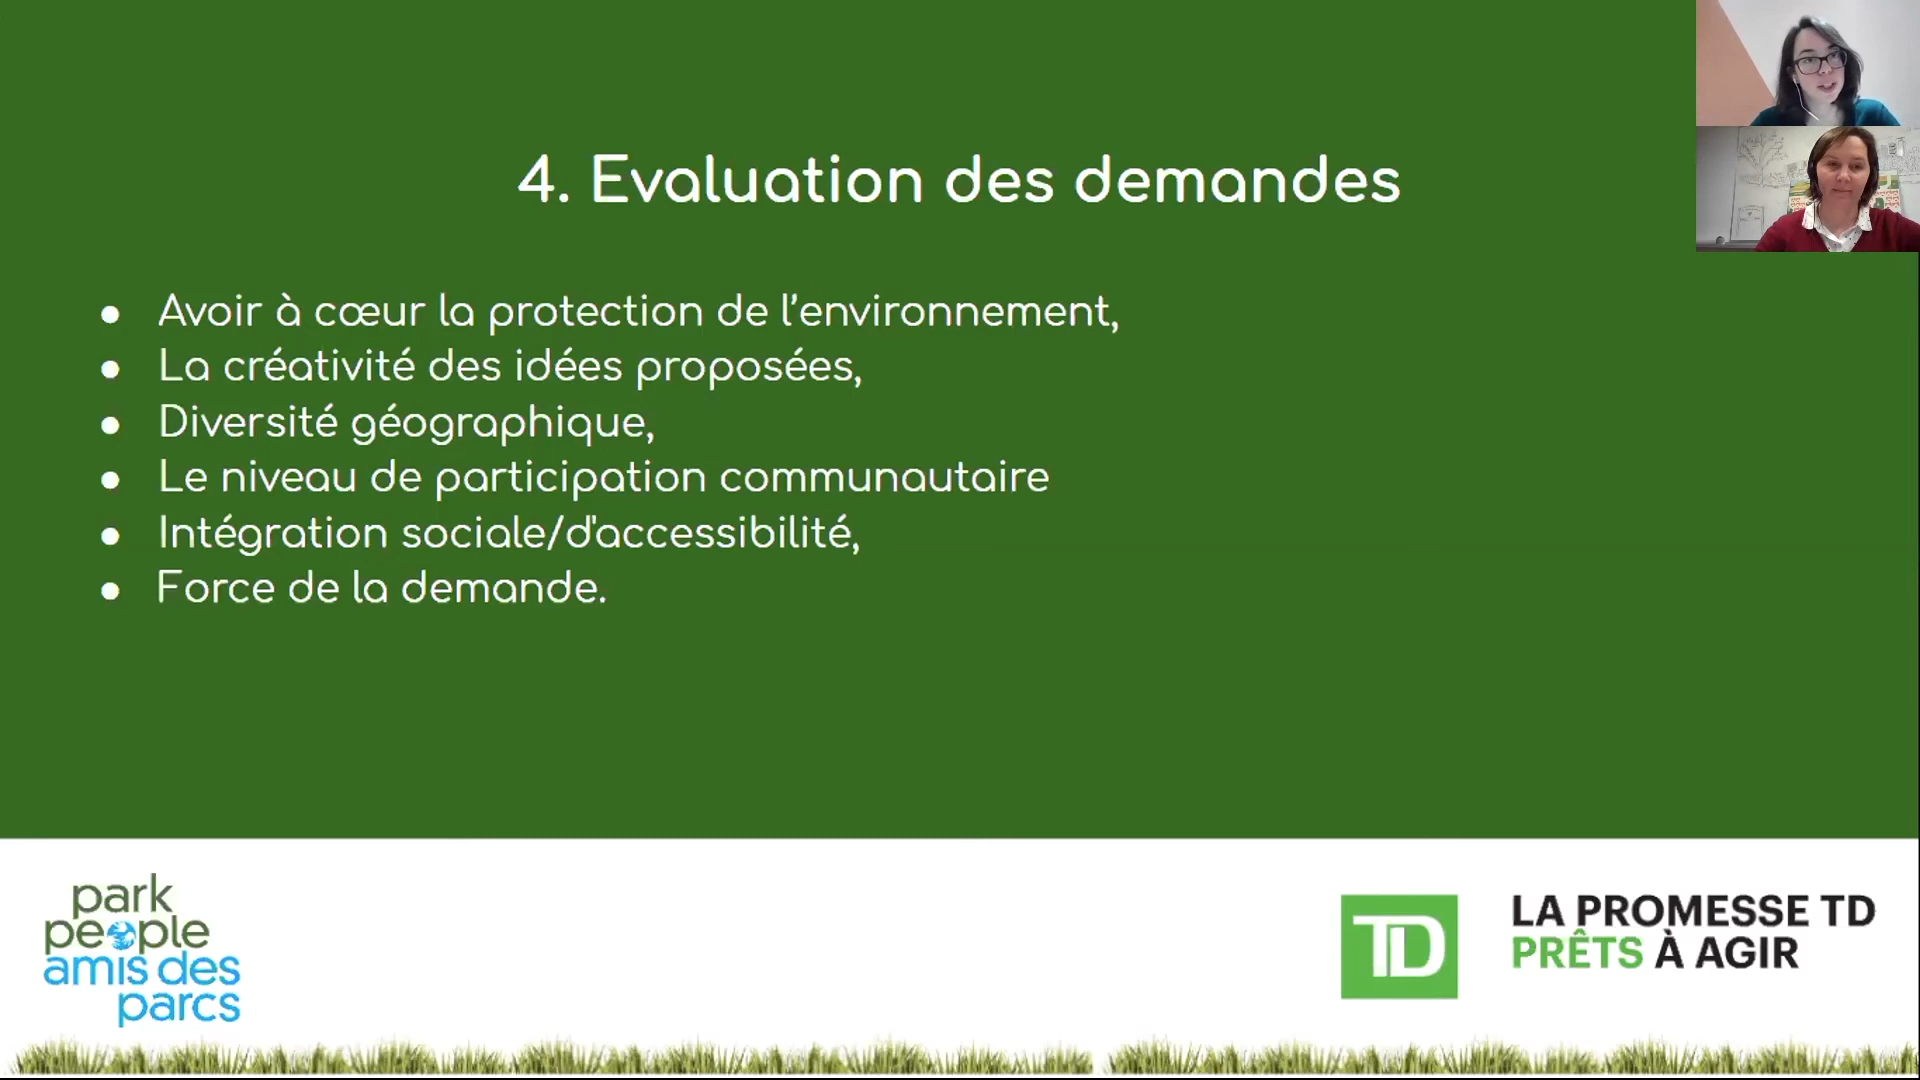 4. Evaluation des demandes
● Avoir à cœur la protection de l’environnement,
● La créativité des idées proposées,
● Diversité géographique,
● Le niveau de participation communautaire
● Intégration sociale/d'accessibilité,
● Force de la demande.
park
people
amis des
parcs
TD
LA PROMESSE TD
PRÊTS À AGIR